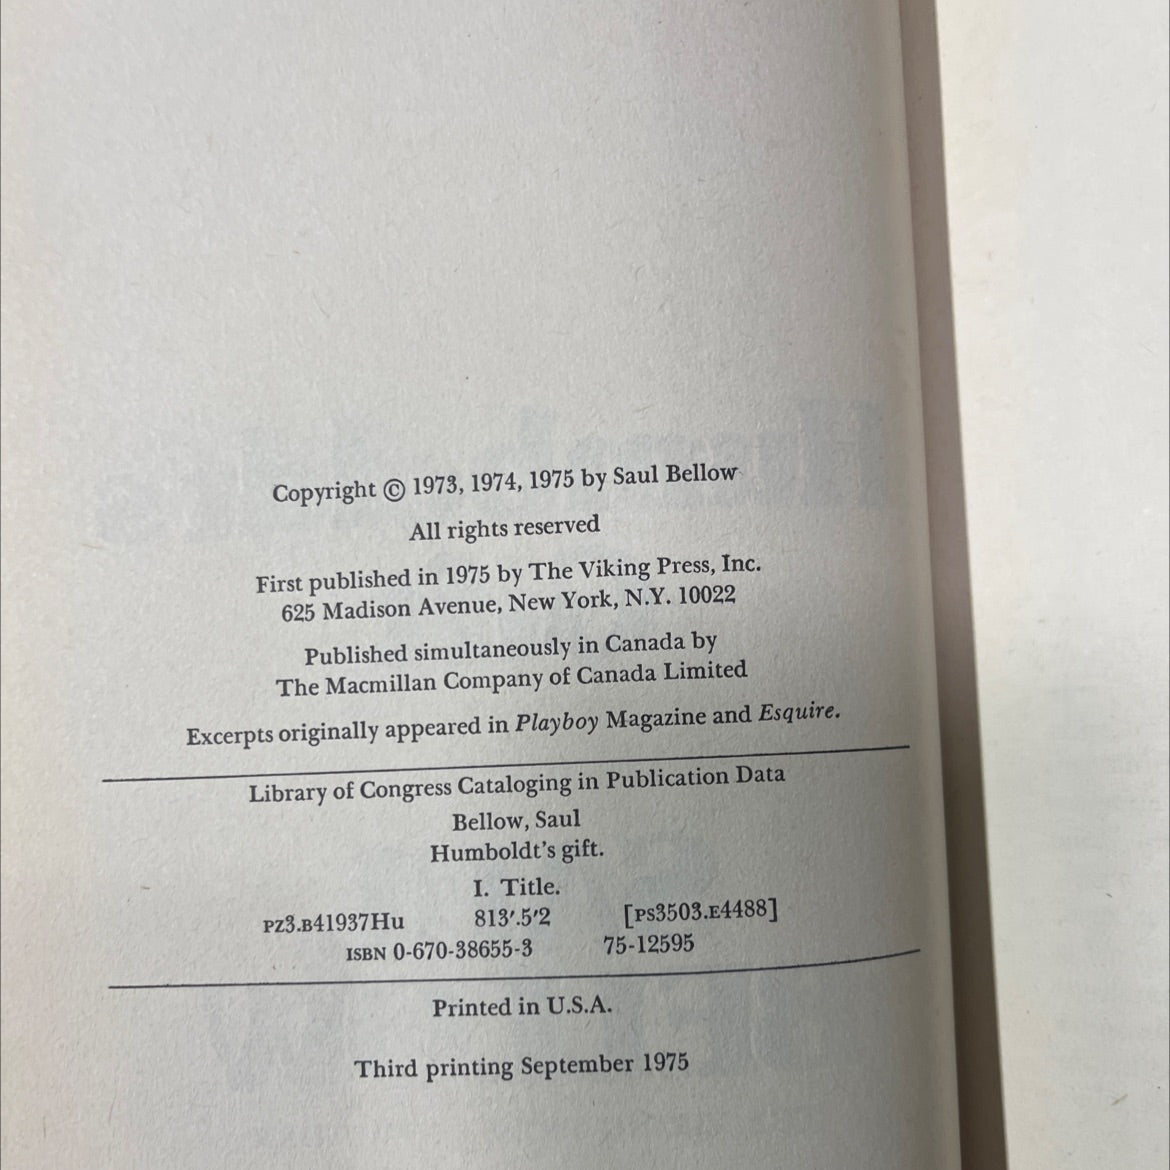 Copyright © 1973, 1974, 1975 by Saul Bellow
All rights reserved
First published in 1975 by The Viking Press, Inc.
625 Madison Avenue, New York, N.Y. 10022
Published simultaneously in Canada by
The Macmillan Company of Canada Limited
Excerpts originally appeared in Playboy Magazine and Esquire.
Library of Congress Cataloging in Publication Data
Bellow, Saul
Humboldt's gift.
I. Title.
PZ3.B41937Hu 813'.5'2 [PS3503.E4488]
ISBN 0-670-38655-3 75-12595
Printed in U.S.A.
Third printing September 1975